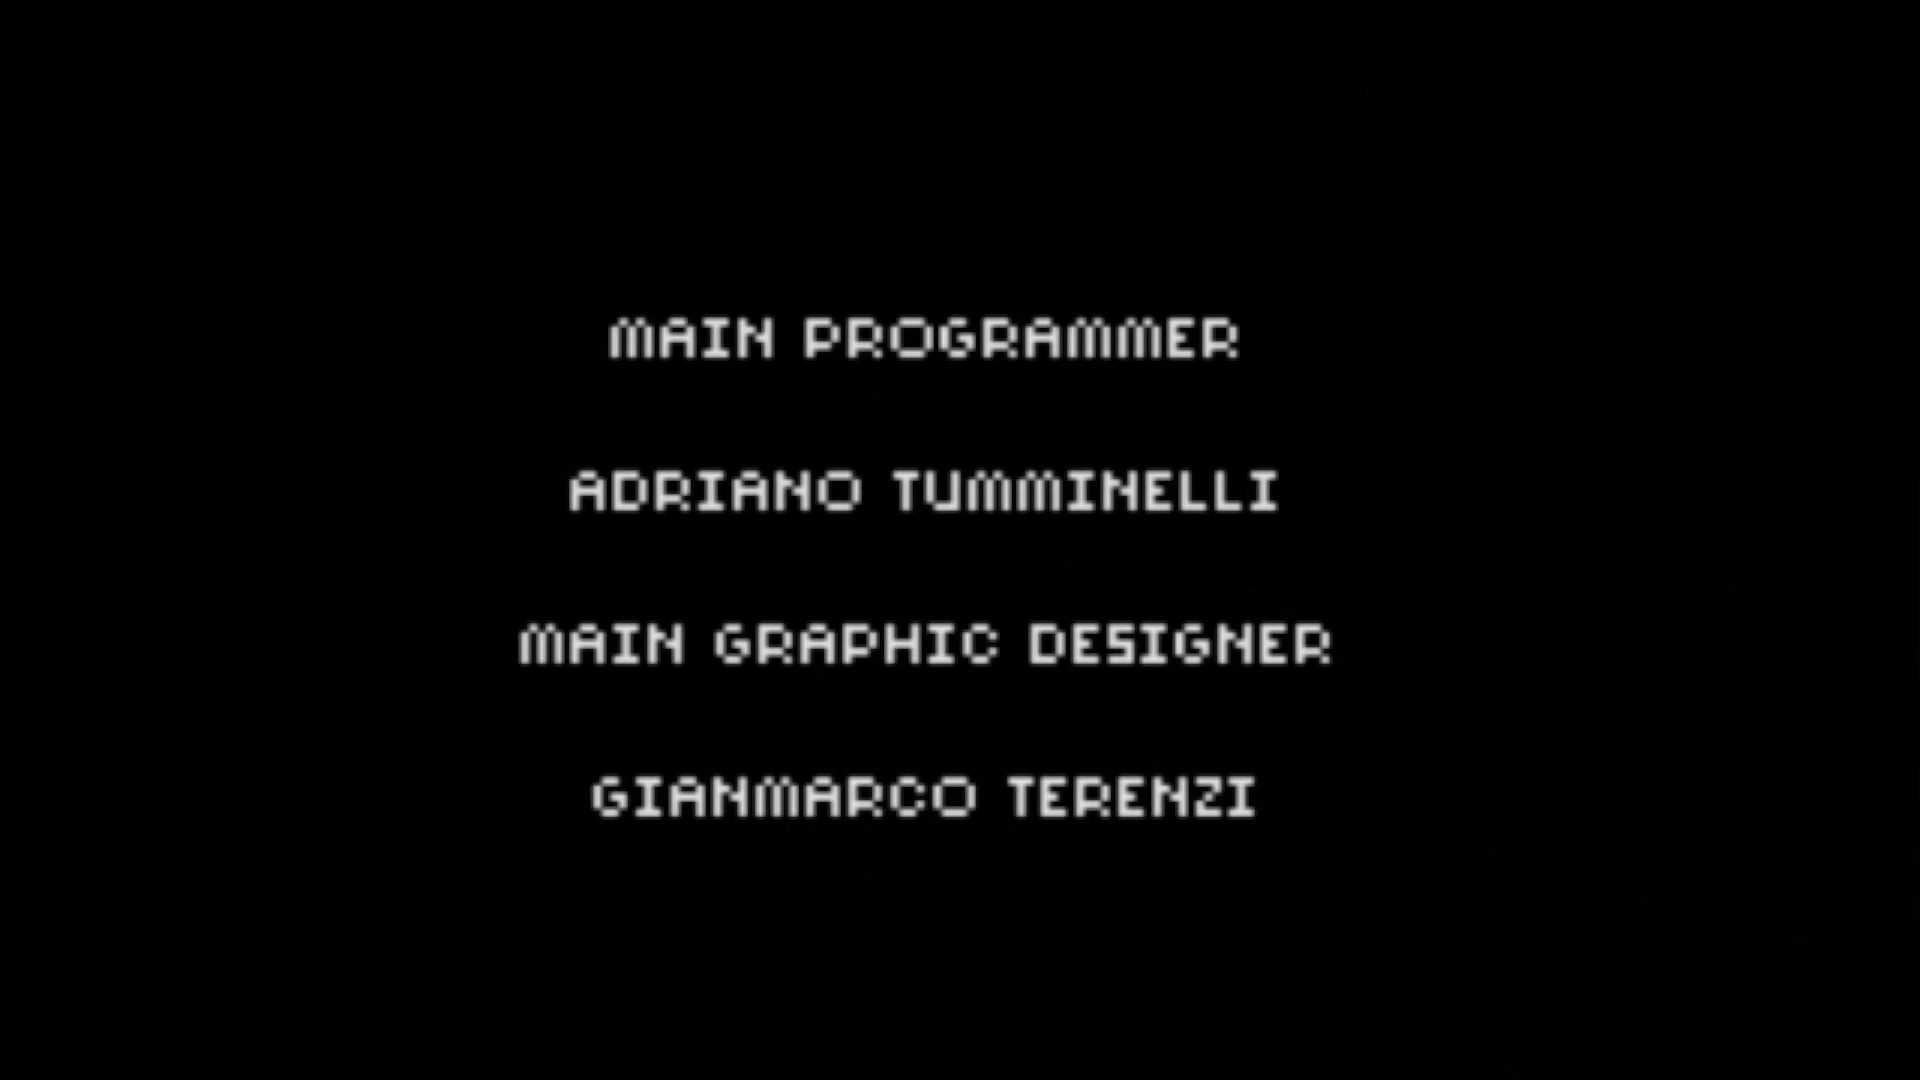 MAIN PROGRAMMER
ADRIANO TUMMINELLI
MAIN GRAPHIC DESIGNER
GIANMARCO TERENZI